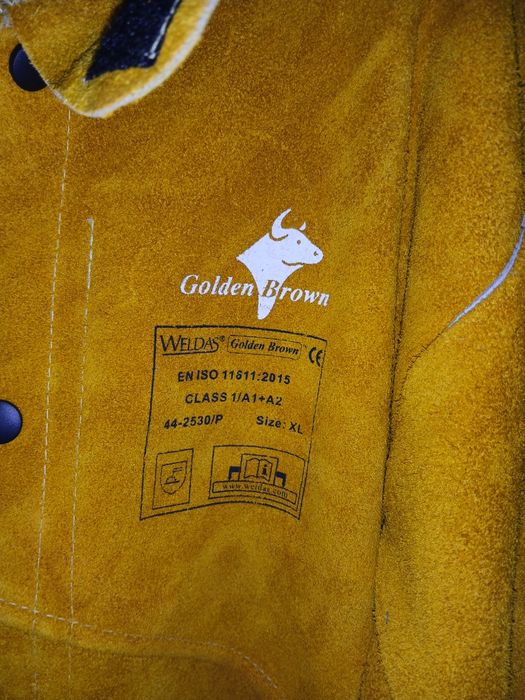 Golden Brown
WELDAS® Golden Brown™ CE
EN ISO 11611:2015
CLASS 1/A1+A2
44-2530/P Size: XL
www.weldas.com